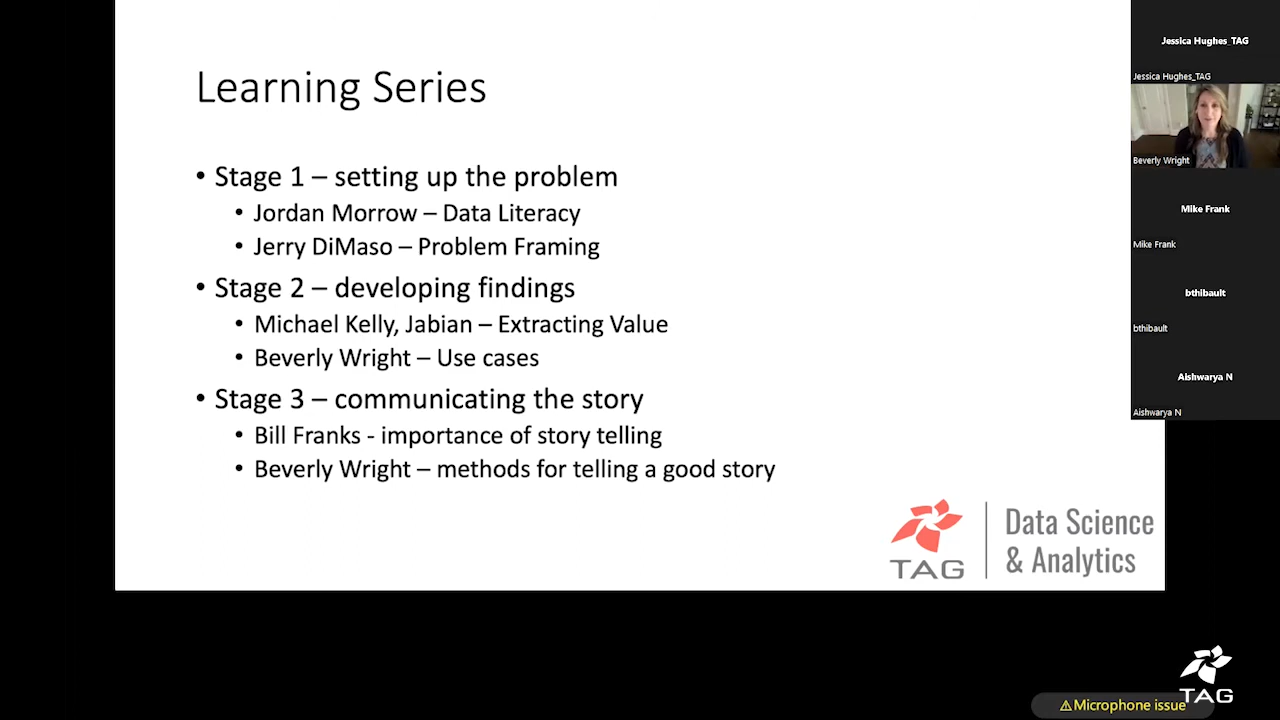 Learning Series
• Stage 1 – setting up the problem
• Jordan Morrow – Data Literacy
• Jerry DiMaso – Problem Framing
• Stage 2 – developing findings
• Michael Kelly, Jabian – Extracting Value
• Beverly Wright – Use cases
• Stage 3 – communicating the story
• Bill Franks - importance of story telling
• Beverly Wright – methods for telling a good story
TAG
Data Science
& Analytics
Jessica Hughes_TAG
Jessica Hughes_TAG
Beverly Wright
Mike Frank
Mike Frank
bthibault
bthibault
Aishwarya N
Aishwarya N
TAG
⚠Microphone issue